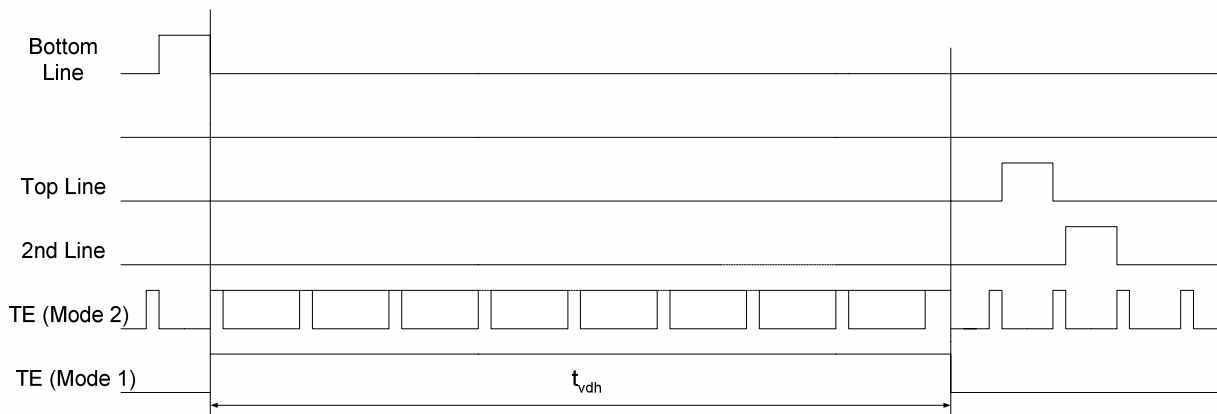 Bottom
Line
Top Line
2nd Line
TE (Mode 2)
TE (Mode 1)
tvdh